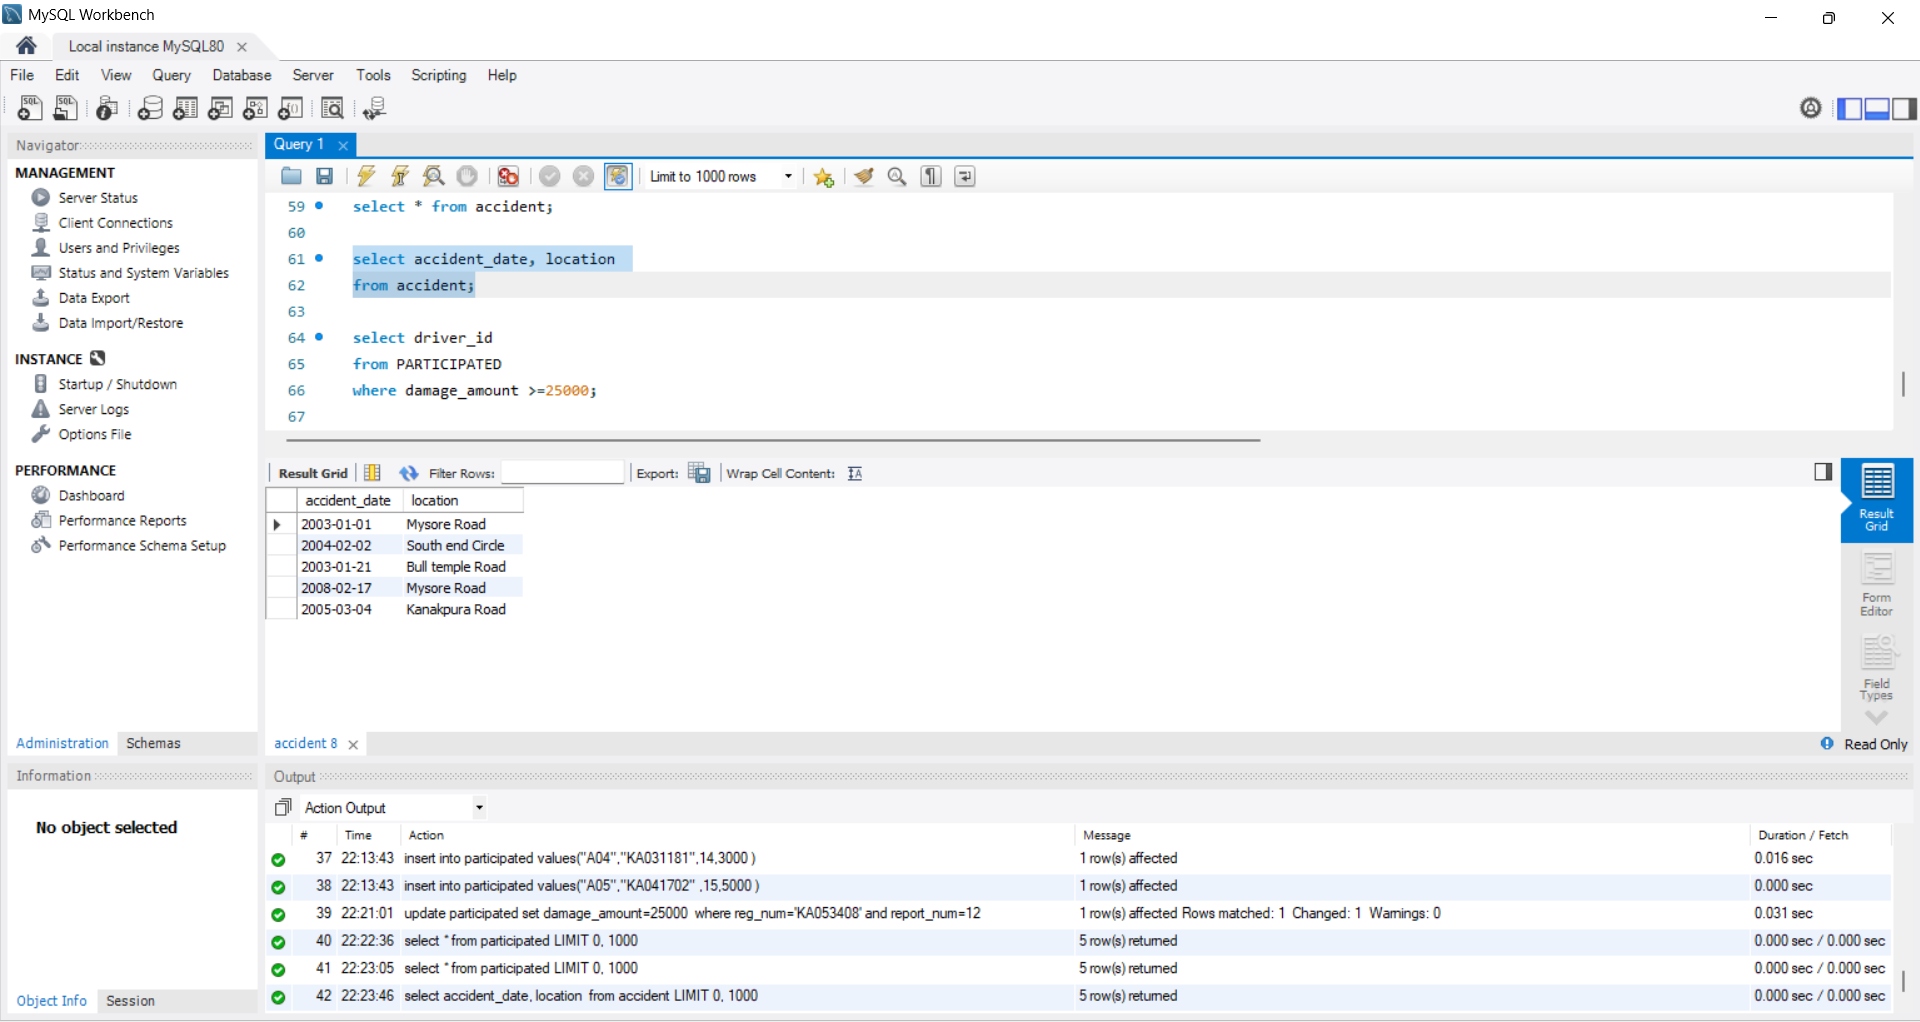 MySQL Workbench
Local instance MySQL80
File Edit View Query Database Server Tools Scripting Help
Navigator
MANAGEMENT
Server Status
Client Connections
Users and Privileges
Status and System Variables
Data Export
Data Import/Restore
INSTANCE
Startup / Shutdown
Server Logs
Options File
PERFORMANCE
Dashboard
Performance Reports
Performance Schema Setup
Administration Schemas
Information
No object selected
Object Info Session
Query 1
Limit to 1000 rows
59 select * from accident;
60
61 select accident_date, location
62 from accident;
63
64 select driver_id
65 from PARTICIPATED
66 where damage_amount >=25000;
67
Result Grid Filter Rows: Export: Wrap Cell Content:
accident_date location
2003-01-01 Mysore Road
2004-02-02 South end Circle
2003-01-21 Bull temple Road
2008-02-17 Mysore Road
2005-03-04 Kanakpura Road
Result
Grid
Form
Editor
Field
Types
accident 8
Read Only
Output
Action Output
# Time Action Message Duration / Fetch
37 22:13:43 insert into participated values("A04","KA031181",14,3000 ) 1 row(s) affected 0.016 sec
38 22:13:43 insert into participated values("A05","KA041702" ,15,5000 ) 1 row(s) affected 0.000 sec
39 22:21:01 update participated set damage_amount=25000 where reg_num='KA053408' and report_num=12 1 row(s) affected Rows matched: 1 Changed: 1 Warnings: 0 0.031 sec
40 22:22:36 select * from participated LIMIT 0, 1000 5 row(s) returned 0.000 sec / 0.000 sec
41 22:23:05 select * from participated LIMIT 0, 1000 5 row(s) returned 0.000 sec / 0.000 sec
42 22:23:46 select accident_date, location from accident LIMIT 0, 1000 5 row(s) returned 0.000 sec / 0.000 sec